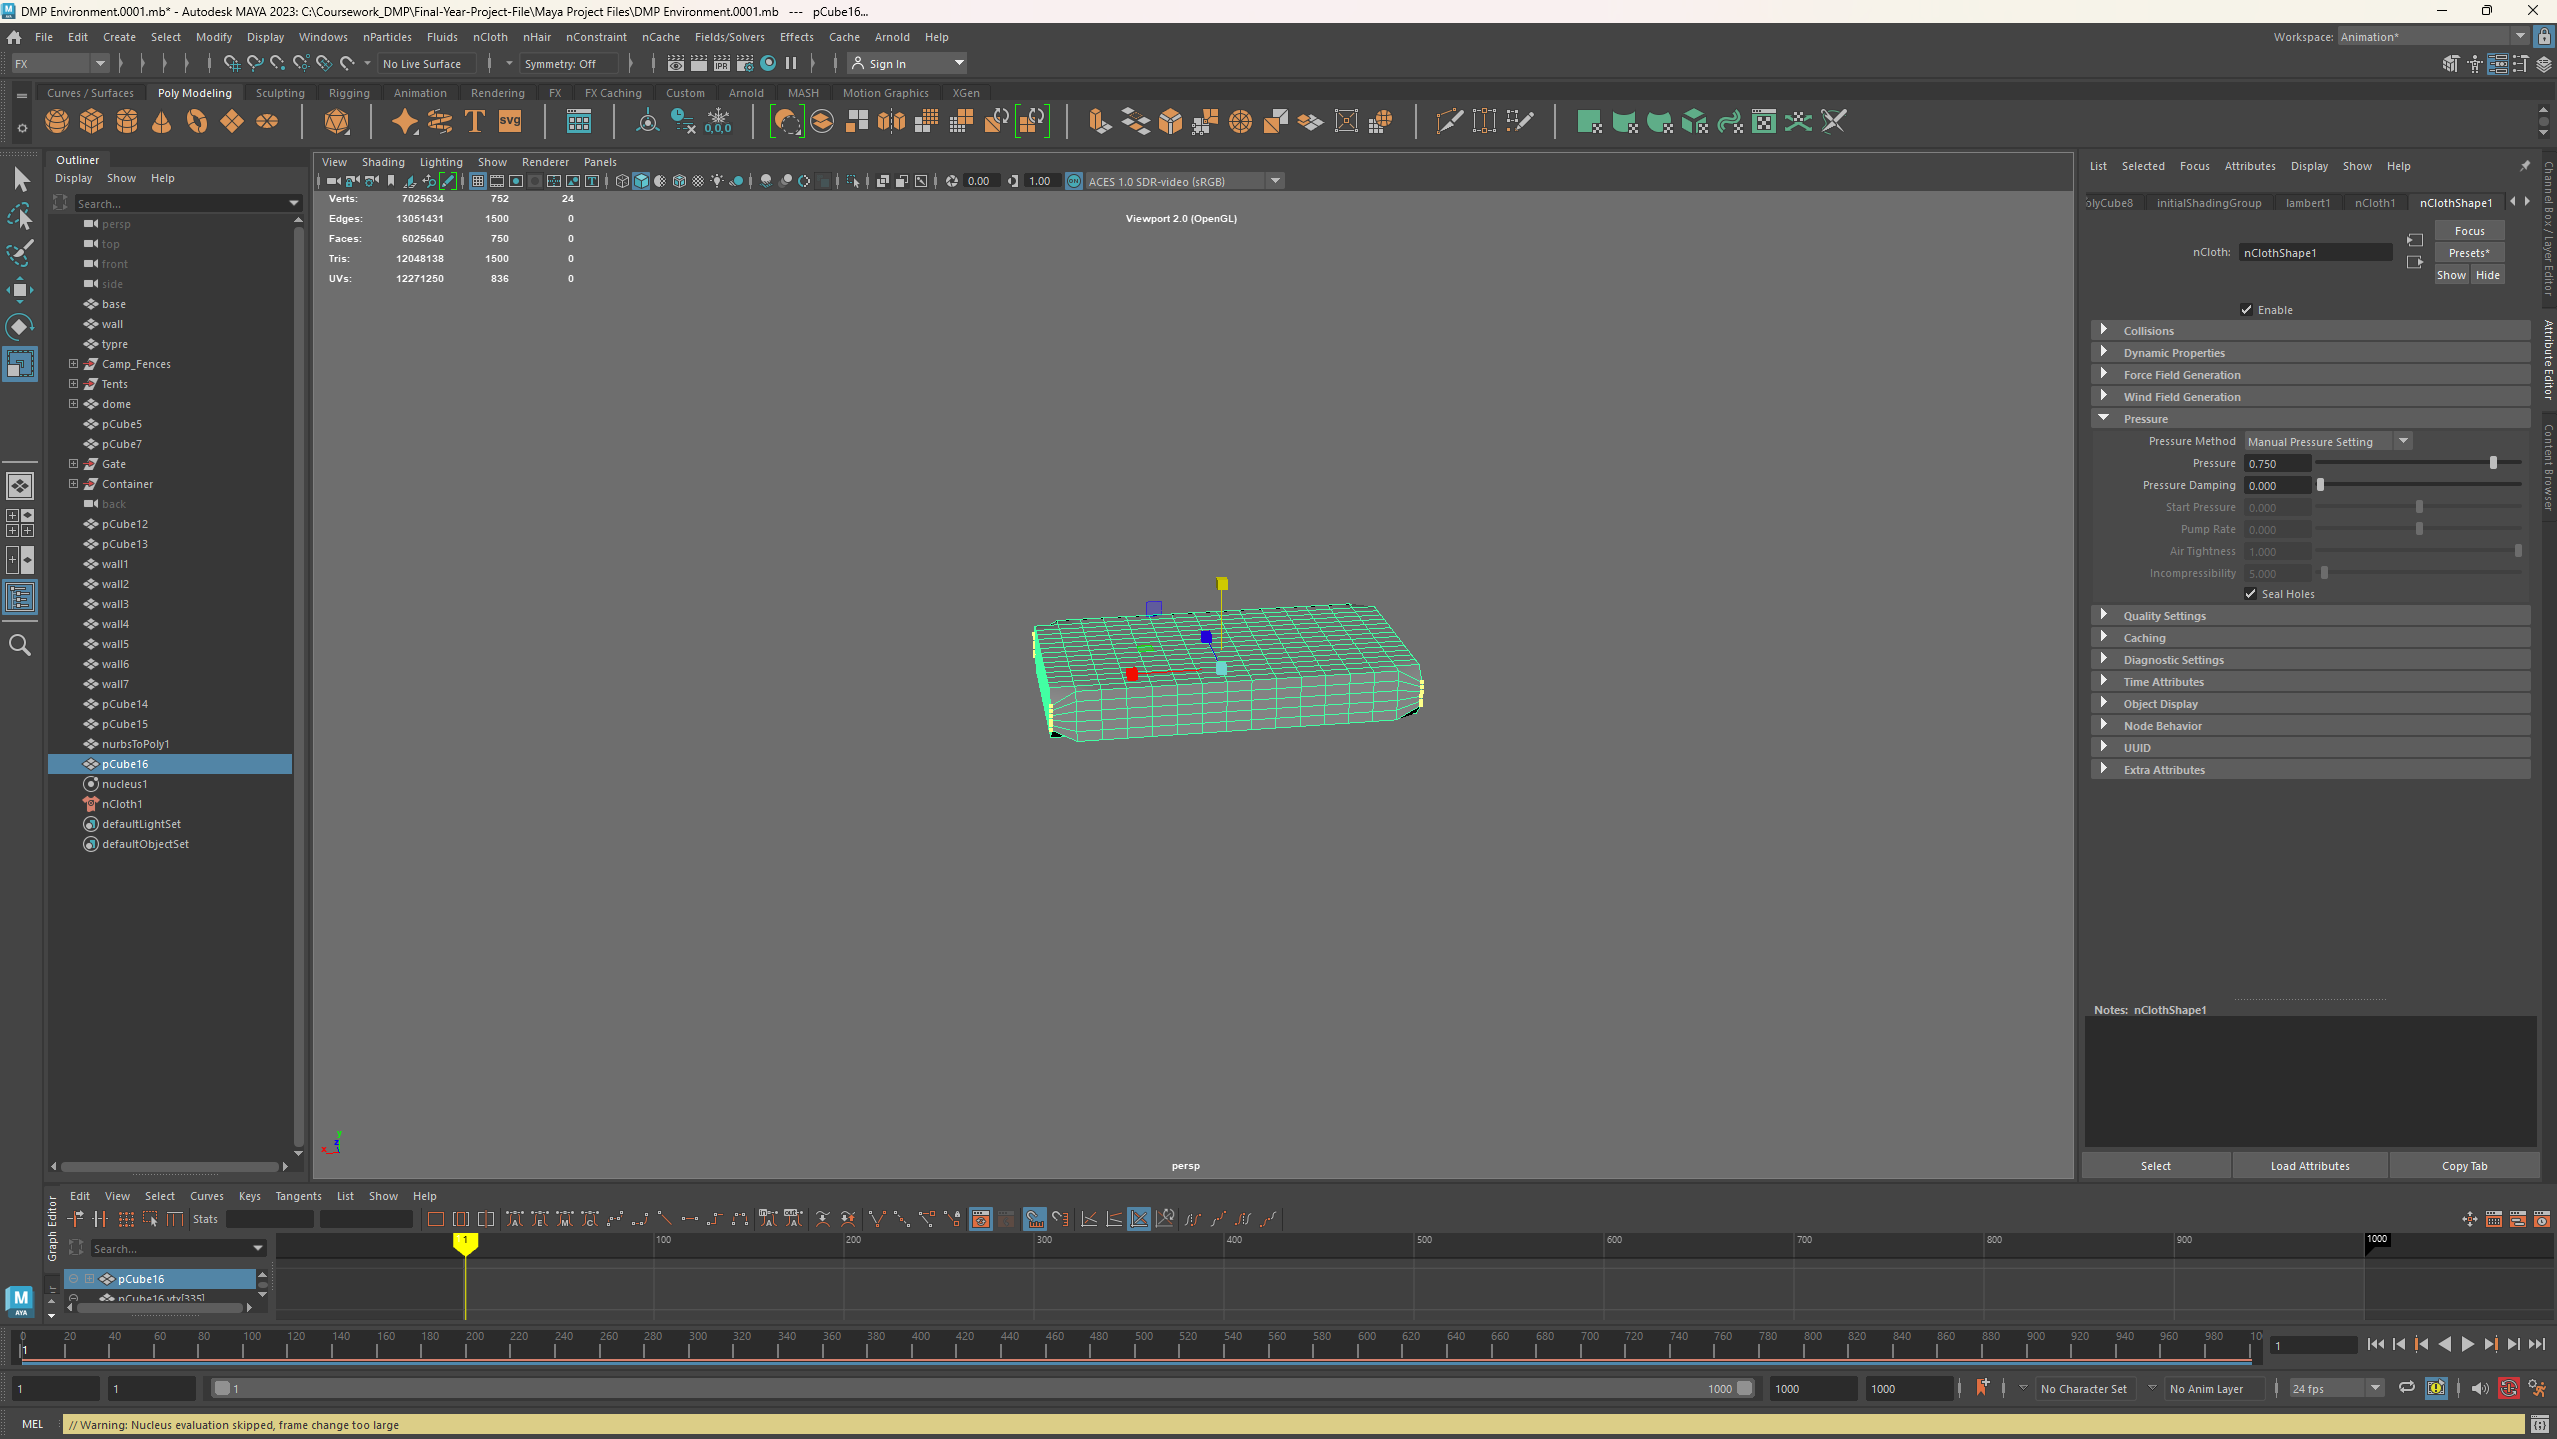 DMP Environment.0001.mb* - Autodesk MAYA 2023: C:\Coursework_DMP\Final-Year-Project-File\Maya Project Files\DMP Environment.0001.mb --- pCube16...
File Edit Create Select Modify Display Windows nParticles Fluids nCloth nHair nConstraint nCache Fields/Solvers Effects Cache Arnold Help
Workspace: Animation*
FX No Live Surface Symmetry: Off IPR Sign In
Curves / Surfaces Poly Modeling Sculpting Rigging Animation Rendering FX FX Caching Custom Arnold MASH Motion Graphics XGen
T svg 0,0,0
Outliner
Display Show Help
Search...
persp
top
front
side
base
wall
typre
Camp_Fences
Tents
dome
pCube5
pCube7
Gate
Container
back
pCube12
pCube13
wall1
wall2
wall3
wall4
wall5
wall6
wall7
pCube14
pCube15
nurbsToPoly1
pCube16
nucleus1
nCloth1
defaultLightSet
defaultObjectSet
View Shading Lighting Show Renderer Panels
0.00 1.00 ON ACES 1.0 SDR-video (sRGB)
Verts: 7025634 752 24
Edges: 13051431 1500 0
Faces: 6025640 750 0
Tris: 12048138 1500 0
UVs: 12271250 836 0
Viewport 2.0 (OpenGL)
y
z
x
persp
List Selected Focus Attributes Display Show Help
olyCube8 initialShadingGroup lambert1 nCloth1 nClothShape1
Focus
nCloth: nClothShape1 Presets*
Show Hide
Enable
Collisions
Dynamic Properties
Force Field Generation
Wind Field Generation
Pressure
Pressure Method Manual Pressure Setting
Pressure 0.750
Pressure Damping 0.000
Start Pressure 0.000
Pump Rate 0.000
Air Tightness 1.000
Incompressibility 5.000
Seal Holes
Quality Settings
Caching
Diagnostic Settings
Time Attributes
Object Display
Node Behavior
UUID
Extra Attributes
Notes: nClothShape1
Select Load Attributes Copy Tab
Channel Box / Layer Editor
Attribute Editor
Content Browser
Graph Editor
Edit View Select Curves Keys Tangents List Show Help
Stats
Search...
pCube16
pCube16.vtx[335]
1 100 200 300 400 500 600 700 800 900 1000
M
AYA
0 20 40 60 80 100 120 140 160 180 200 220 240 260 280 300 320 340 360 380 400 420 440 460 480 500 520 540 560 580 600 620 640 660 680 700 720 740 760 780 800 820 840 860 880 900 920 940 960 980 10
1
1
1 1 1 1000 1000 1000 No Character Set No Anim Layer 24 fps
MEL // Warning: Nucleus evaluation skipped, frame change too large